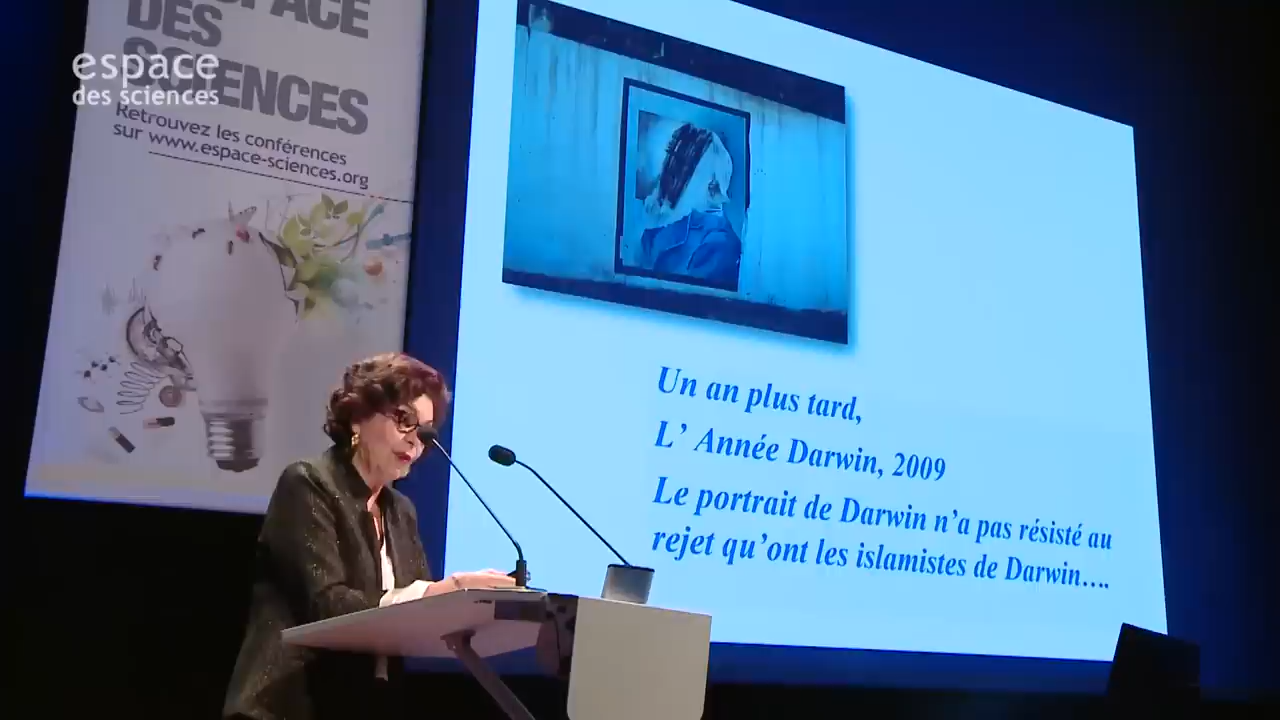 ESPACE
DES
SCIENCES
espace
des sciences
Retrouvez les conférences
sur www.espace-sciences.org
Un an plus tard,
L’ Année Darwin, 2009
Le portrait de Darwin n’a pas résisté au
rejet qu’ont les islamistes de Darwin....